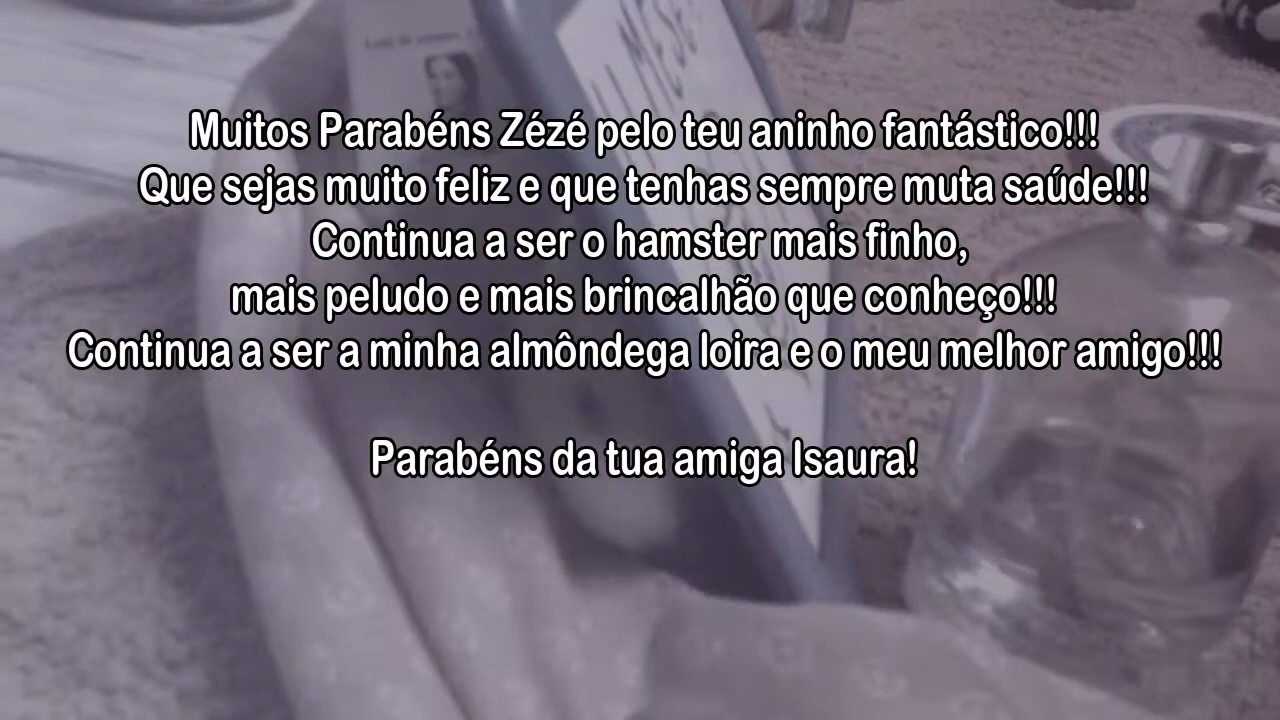 Muitos Parabéns Zézé pelo teu aninho fantástico!!!
Que sejas muito feliz e que tenhas sempre muta saúde!!!
Continua a ser o hamster mais finho,
mais peludo e mais brincalhão que conheço!!!
Continua a ser a minha almôndega loira e o meu melhor amigo!!!
Parabéns da tua amiga Isaura!